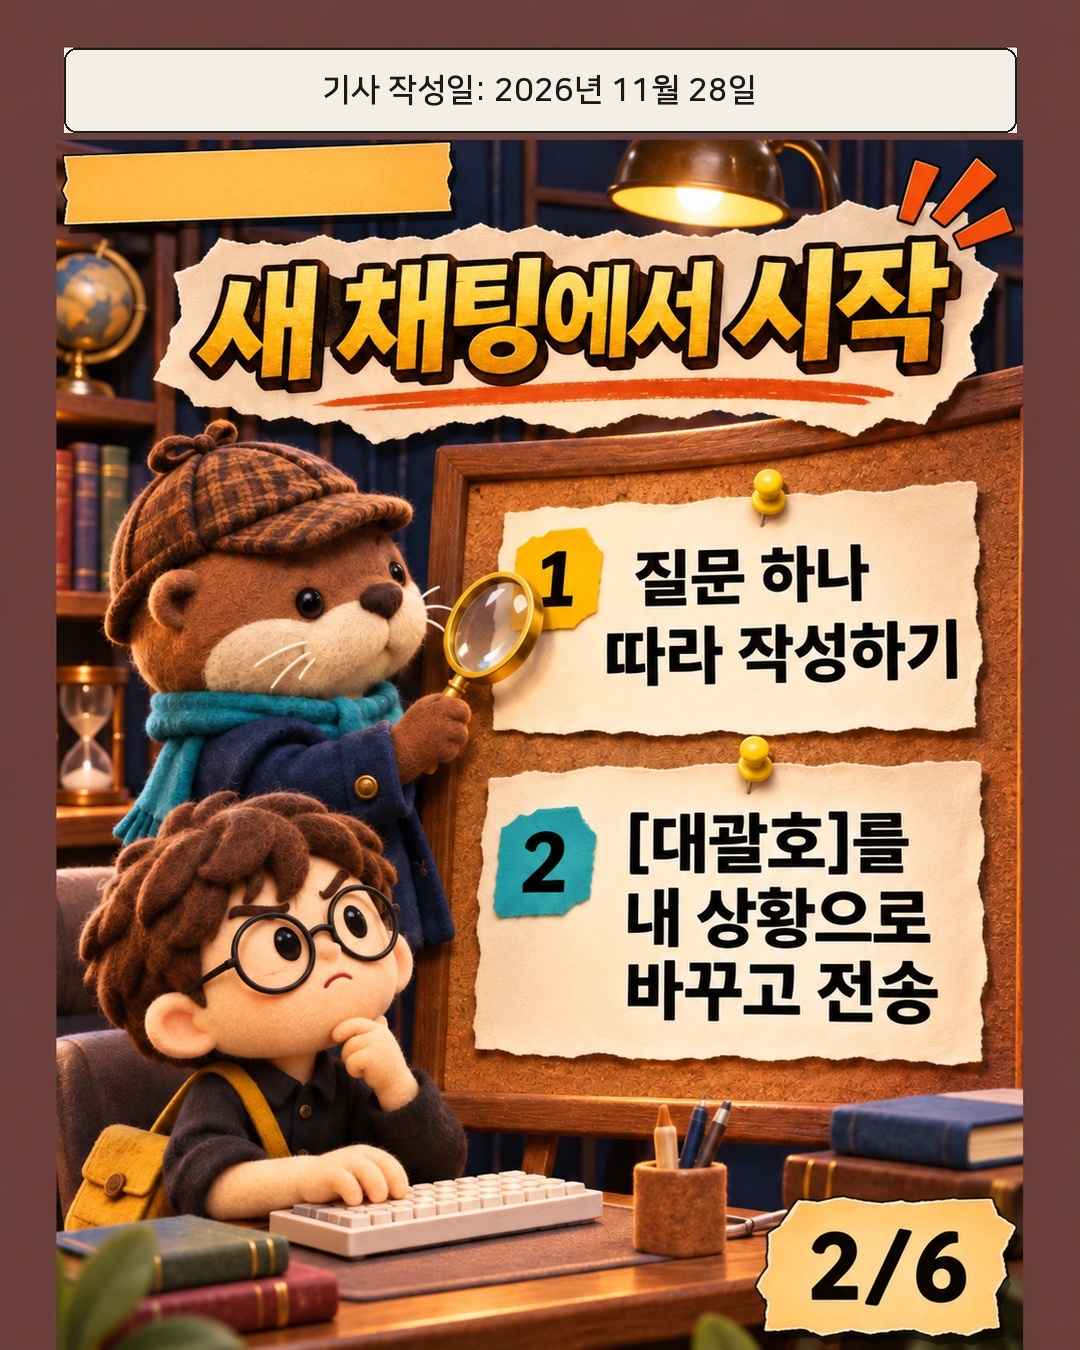 기사 작성일: 2026년 11월 28일
새 채팅에서 시작
1
질문 하나
따라 작성하기
2
[대괄호]를
내 상황으로
바꾸고 전송
2/6